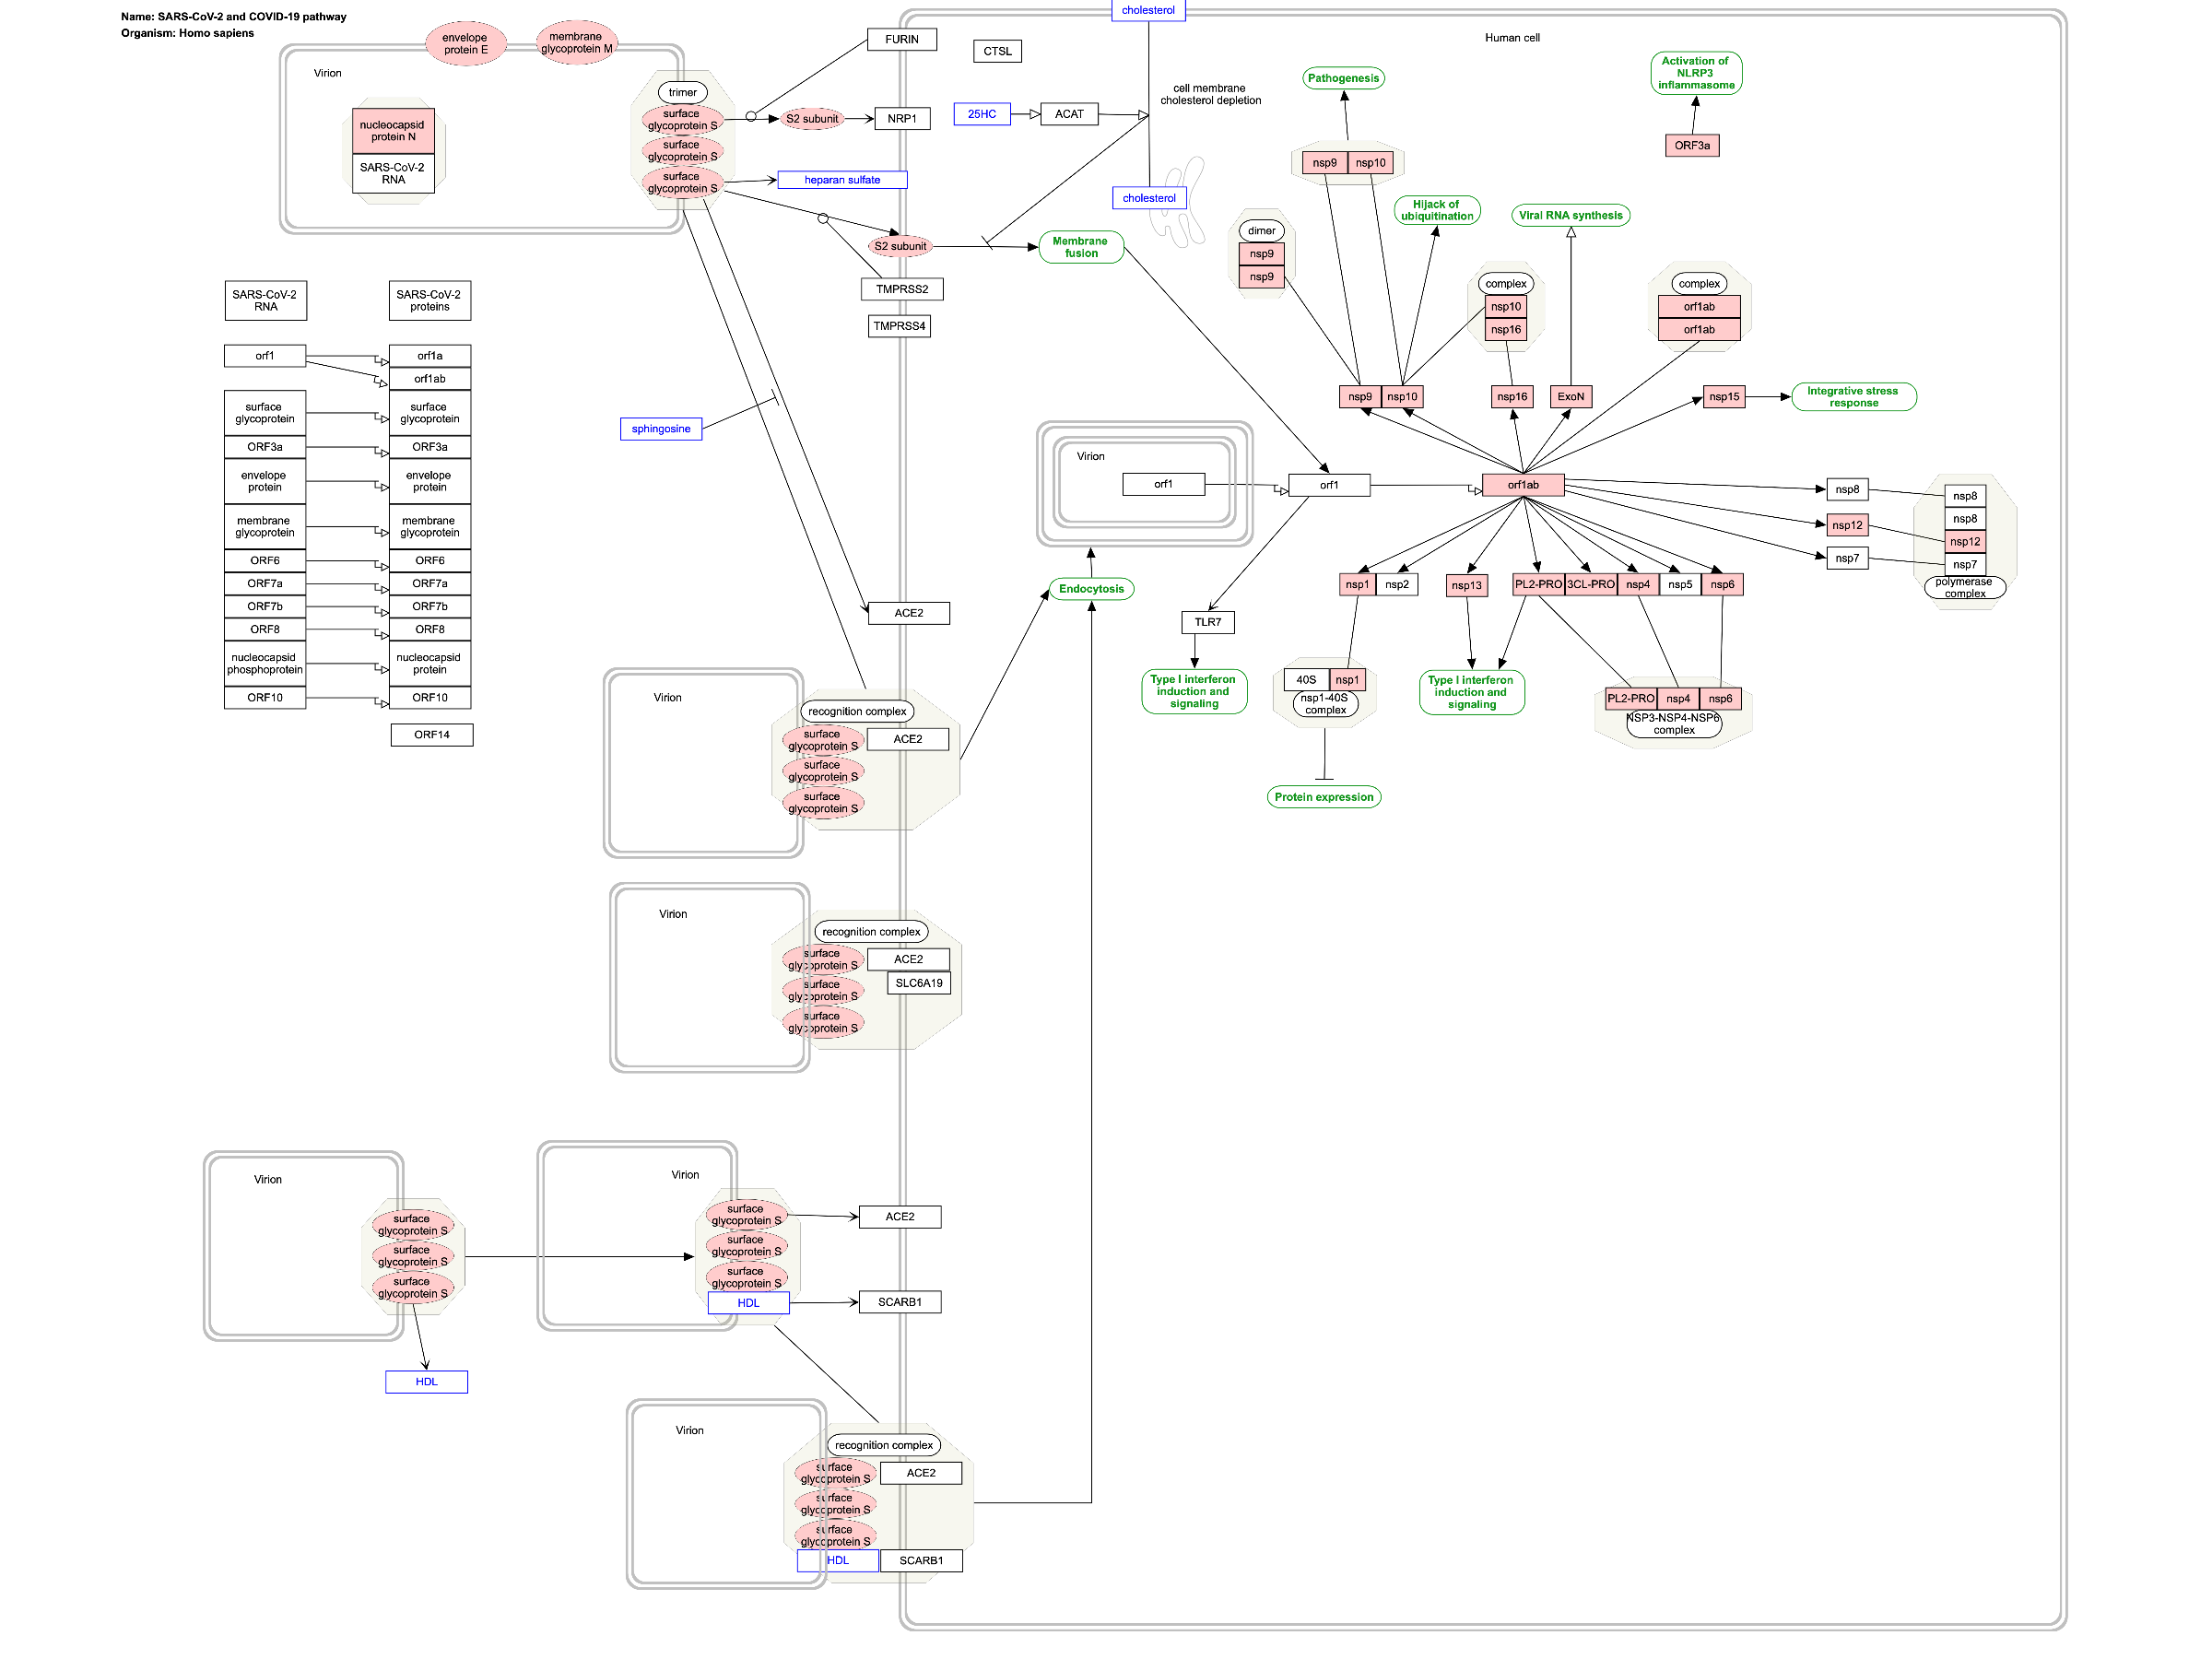 Name: SARS-CoV-2 and COVID-19 pathway
Organism: Homo sapiens
envelope
protein E
membrane
glycoprotein M
Virion
nucleocapsid
protein N
SARS-CoV-2
RNA
trimer
surface
glycoprotein S
surface
glycoprotein S
surface
glycoprotein S
S2 subunit
FURIN
NRP1
heparan sulfate
S2 subunit
TMPRSS2
TMPRSS4
CTSL
25HC
ACAT
cholesterol
cell membrane
cholesterol depletion
cholesterol
Membrane
fusion
Human cell
Pathogenesis
nsp9
nsp10
Activation of
NLRP3
inflammasome
ORF3a
Hijack of
ubiquitination
Viral RNA synthesis
dimer
nsp9
nsp9
complex
nsp10
nsp16
complex
orf1ab
orf1ab
nsp9
nsp10
nsp16
ExoN
nsp15
Integrative stress
response
SARS-CoV-2
RNA
SARS-CoV-2
proteins
orf1
orf1a
orf1ab
surface
glycoprotein
surface
glycoprotein
ORF3a
ORF3a
envelope
protein
envelope
protein
membrane
glycoprotein
membrane
glycoprotein
ORF6
ORF6
ORF7a
ORF7a
ORF7b
ORF7b
ORF8
ORF8
nucleocapsid
phosphoprotein
nucleocapsid
protein
ORF10
ORF10
ORF14
sphingosine
Virion
orf1
orf1
orf1ab
nsp8
nsp12
nsp7
nsp8
nsp8
nsp12
nsp7
polymerase
complex
Endocytosis
nsp1
nsp2
nsp13
PL2-PRO
3CL-PRO
nsp4
nsp5
nsp6
ACE2
TLR7
Type I interferon
induction and
signaling
40S
nsp1
nsp1-40S
complex
Type I interferon
induction and
signaling
PL2-PRO
nsp4
nsp6
NSP3-NSP4-NSP6
complex
Protein expression
Virion
recognition complex
surface
glycoprotein S
surface
glycoprotein S
surface
glycoprotein S
ACE2
Virion
recognition complex
surface
glycoprotein S
surface
glycoprotein S
surface
glycoprotein S
ACE2
SLC6A19
Virion
surface
glycoprotein S
surface
glycoprotein S
surface
glycoprotein S
HDL
Virion
surface
glycoprotein S
surface
glycoprotein S
surface
glycoprotein S
HDL
ACE2
SCARB1
Virion
recognition complex
surface
glycoprotein S
surface
glycoprotein S
surface
glycoprotein S
HDL
ACE2
SCARB1